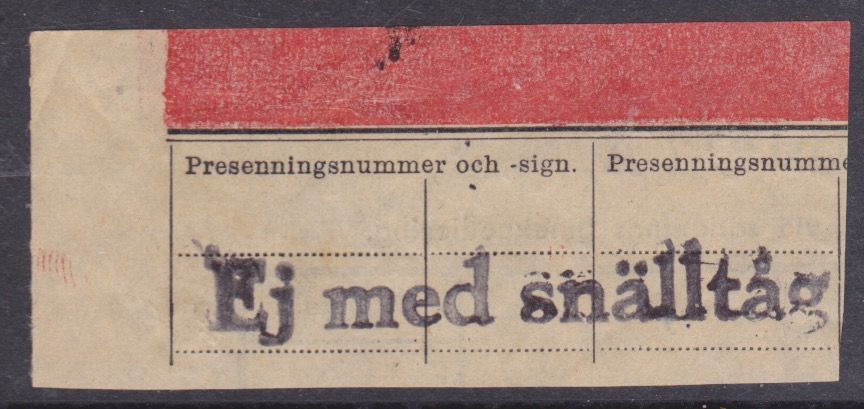 Presenningsnummer och -sign. Presenningsnumme
Ej med snälltåg